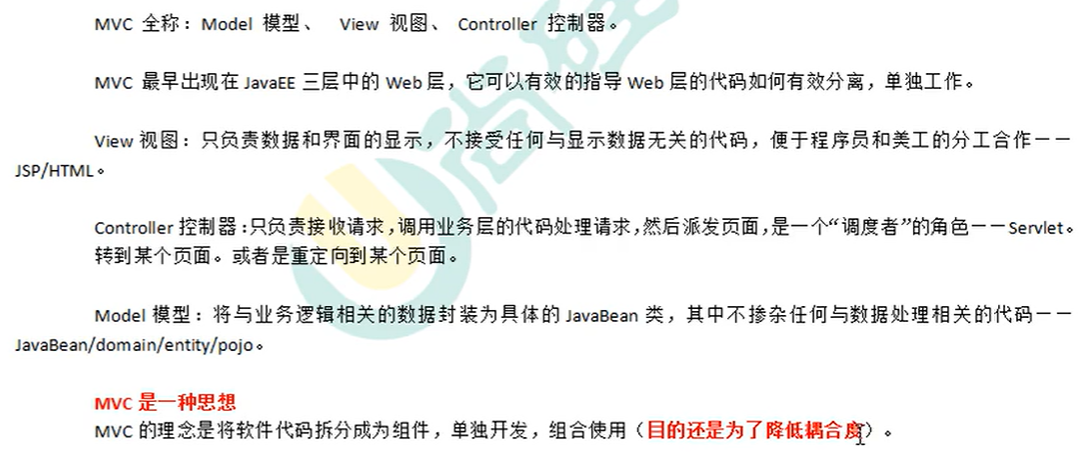 MVC 全称：Model 模型、 View 视图、 Controller 控制器。
MVC 最早出现在 JavaEE 三层中的 Web 层，它可以有效的指导 Web 层的代码如何有效分离，单独工作。
View 视图：只负责数据和界面的显示，不接受任何与显示数据无关的代码，便于程序员和美工的分工合作——
JSP/HTML。
Controller 控制器：只负责接收请求，调用业务层的代码处理请求，然后派发页面，是一个“调度者”的角色——Servlet。
转到某个页面。或者是重定向到某个页面。
Model 模型：将与业务逻辑相关的数据封装为具体的 JavaBean 类，其中不掺杂任何与数据处理相关的代码——
JavaBean/domain/entity/pojo。
MVC 是一种思想
MVC 的理念是将软件代码拆分成为组件，单独开发，组合使用（目的还是为了降低耦合度）。